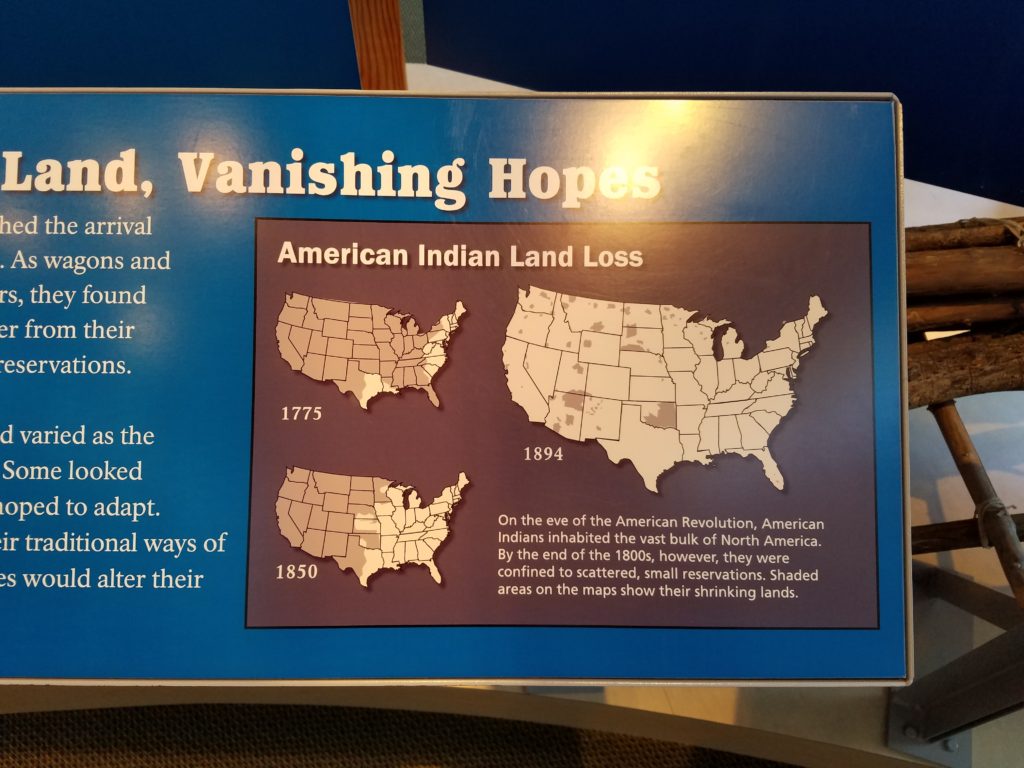 Land, Vanishing Hopes
hed the arrival
. As wagons and
rs, they found
er from their
reservations.
d varied as the
Some looked
hoped to adapt.
eir traditional ways of
es would alter their
American Indian Land Loss
1775
1850
1894
On the eve of the American Revolution, American
Indians inhabited the vast bulk of North America.
By the end of the 1800s, however, they were
confined to scattered, small reservations. Shaded
areas on the maps show their shrinking lands.